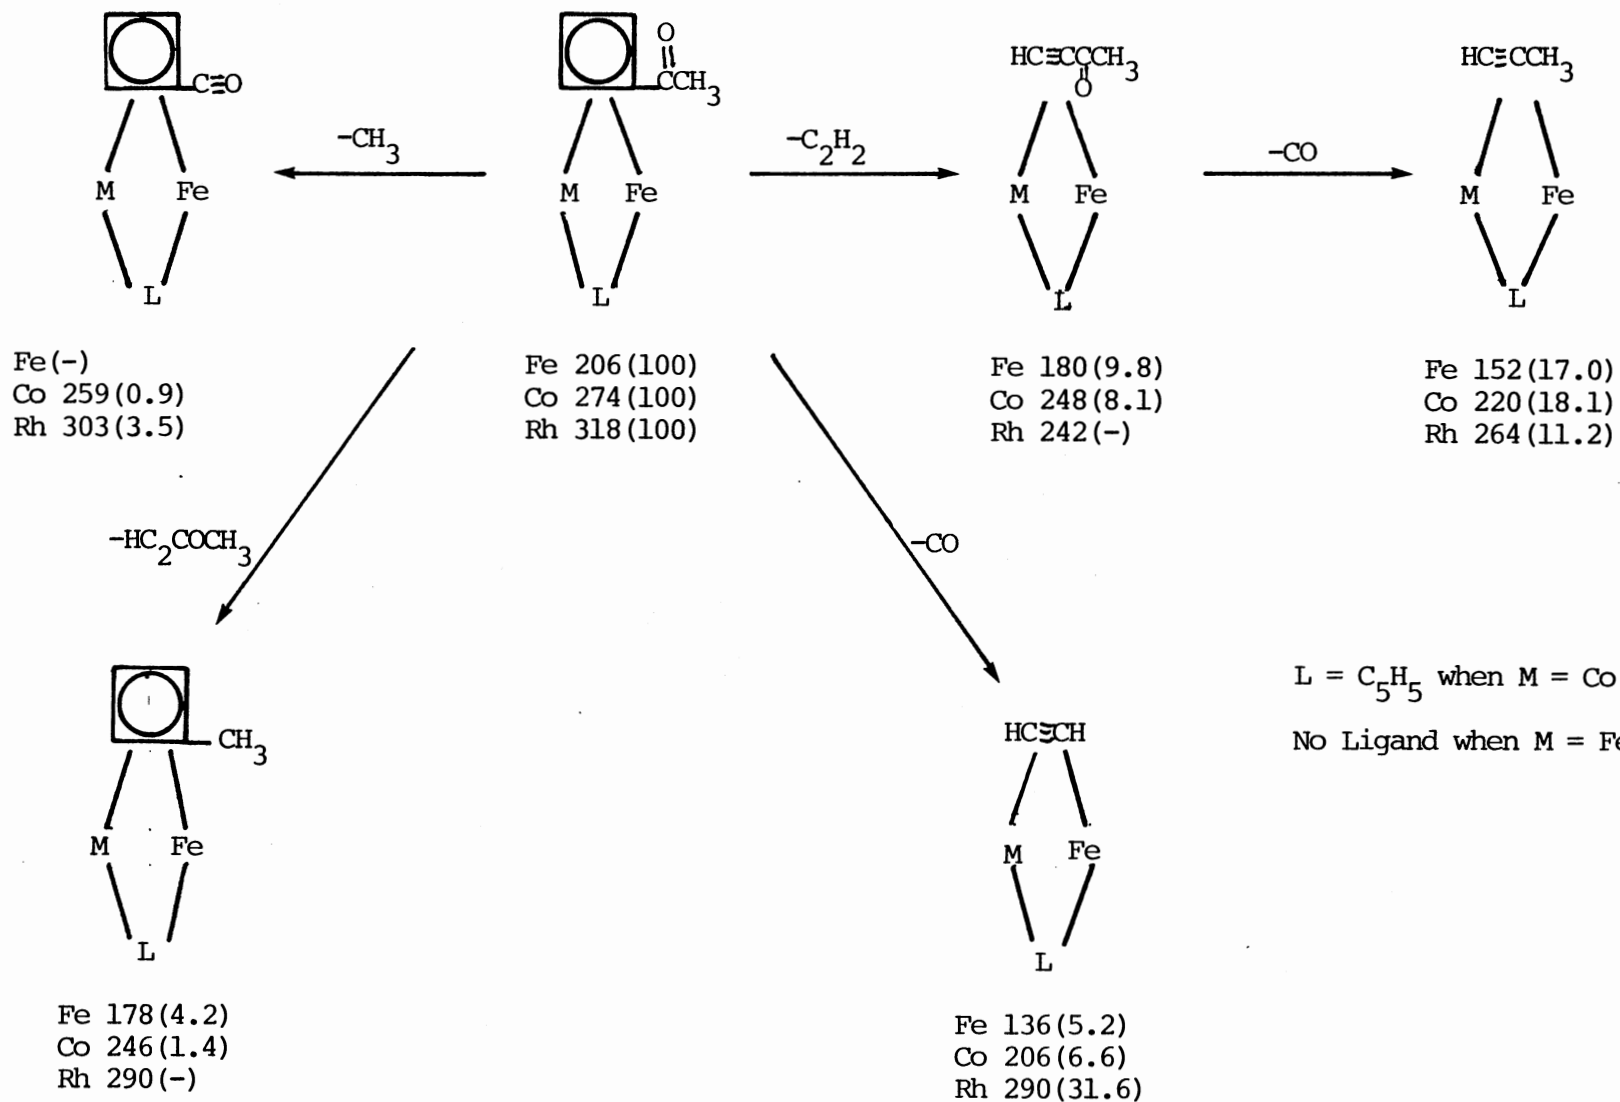 C≡O
O
CCH3
HC≡CCCH3
O
HC≡CCH3
-CH3
-C2H2
-CO
M Fe
M Fe
M Fe
M Fe
L
L
L
L
Fe(-)
Co 259(0.9)
Rh 303(3.5)
Fe 206(100)
Co 274(100)
Rh 318(100)
Fe 180(9.8)
Co 248(8.1)
Rh 242(-)
Fe 152(17.0)
Co 220(18.1)
Rh 264(11.2)
-HC2COCH3
-CO
CH3
M Fe
L
HC≡CH
M Fe
L
L = C5H5 when M = Co
No Ligand when M = Fe
Fe 178(4.2)
Co 246(1.4)
Rh 290(-)
Fe 136(5.2)
Co 206(6.6)
Rh 290(31.6)